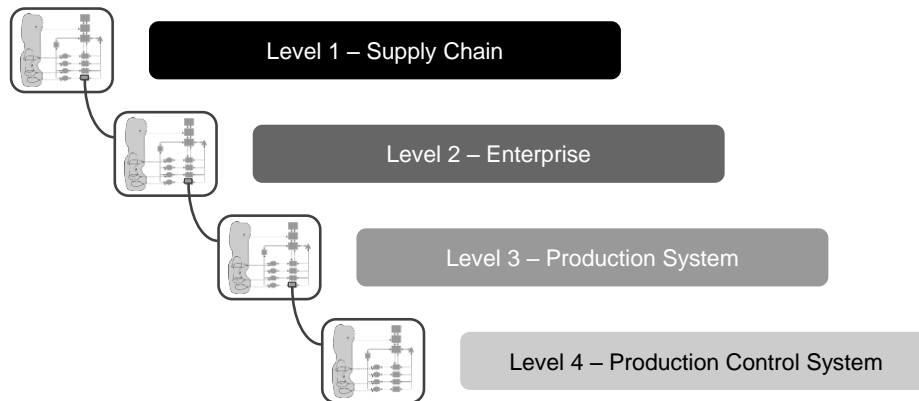 Level 1 – Supply Chain
Level 2 – Enterprise
Level 3 – Production System
Level 4 – Production Control System